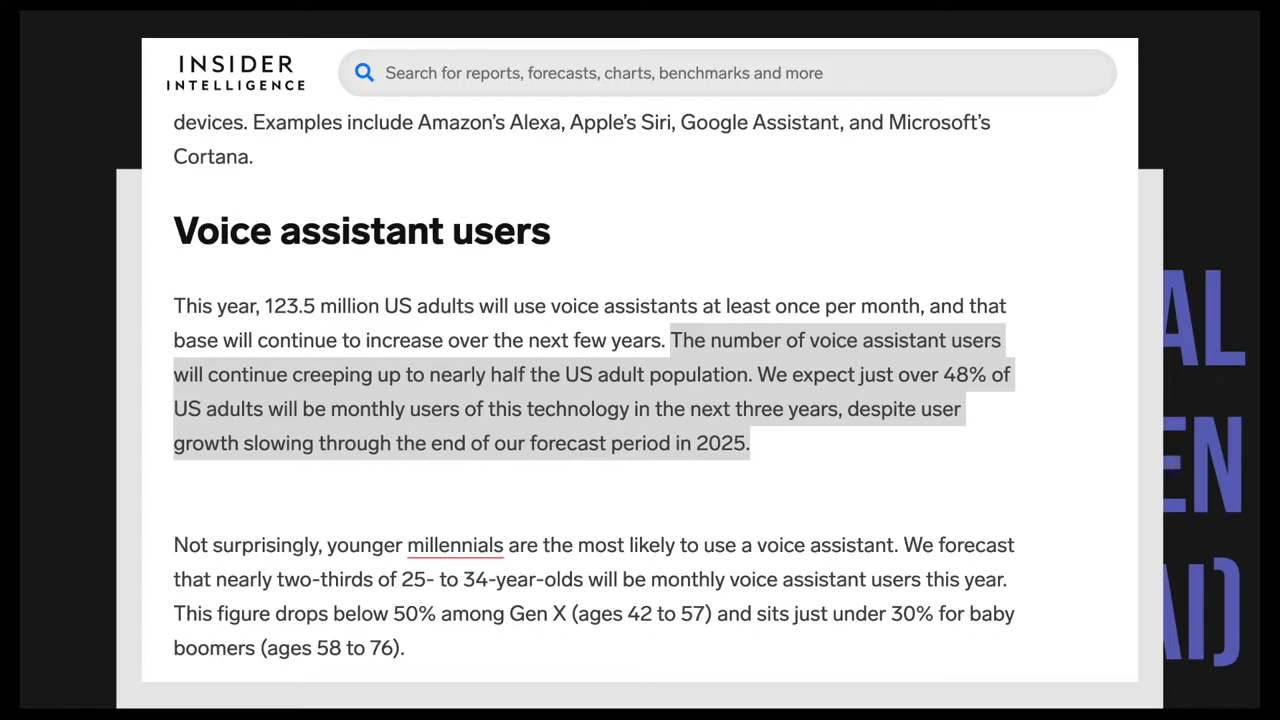 INSIDER
INTELLIGENCE
Search for reports, forecasts, charts, benchmarks and more
devices. Examples include Amazon’s Alexa, Apple’s Siri, Google Assistant, and Microsoft’s
Cortana.
Voice assistant users
This year, 123.5 million US adults will use voice assistants at least once per month, and that
base will continue to increase over the next few years. The number of voice assistant users
will continue creeping up to nearly half the US adult population. We expect just over 48% of
US adults will be monthly users of this technology in the next three years, despite user
growth slowing through the end of our forecast period in 2025.
Not surprisingly, younger millennials are the most likely to use a voice assistant. We forecast
that nearly two-thirds of 25- to 34-year-olds will be monthly voice assistant users this year.
This figure drops below 50% among Gen X (ages 42 to 57) and sits just under 30% for baby
boomers (ages 58 to 76).
AL
EN
AI)